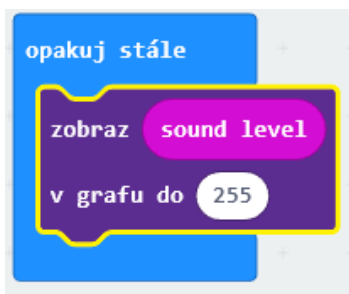 opakuj stále
zobraz sound level
v grafu do 255